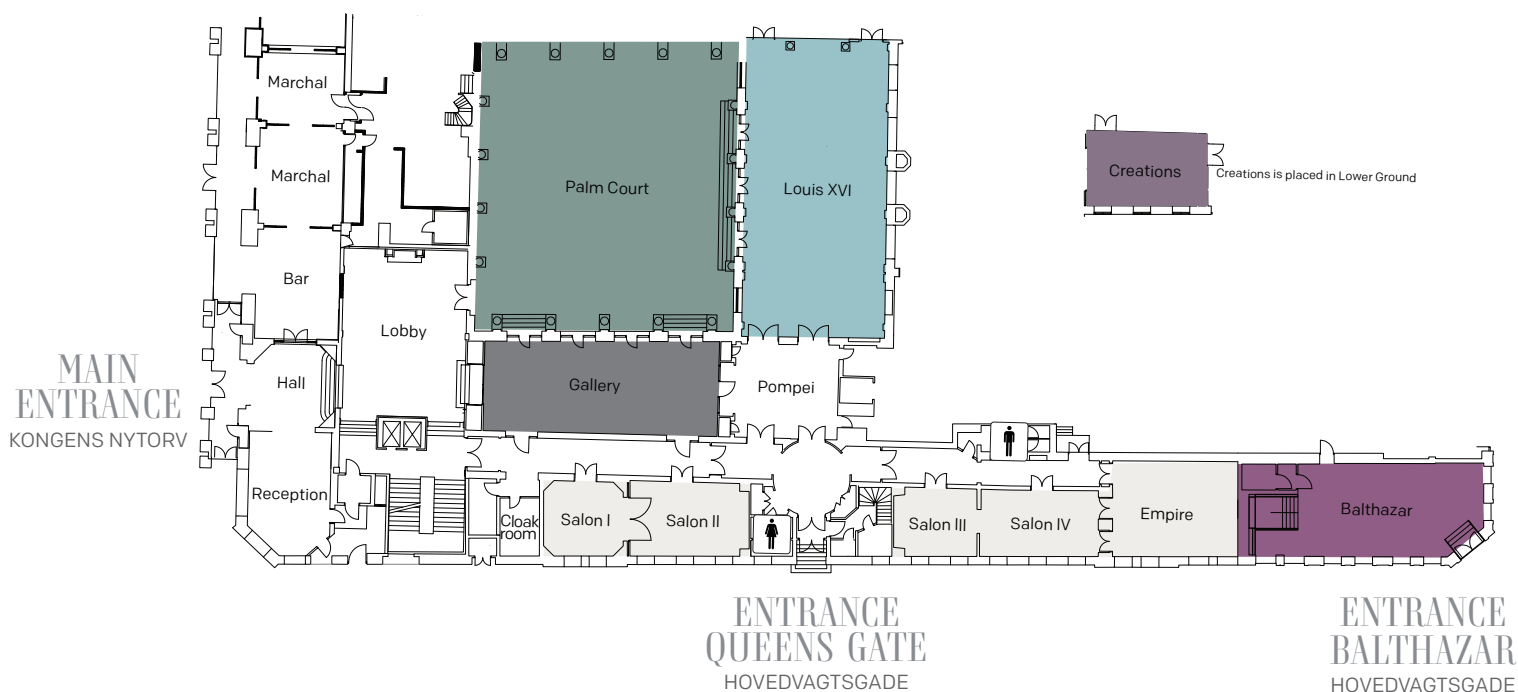 Marchal
Marchal
Bar
Lobby
Palm Court
Louis XVI
Creations
Creations is placed in Lower Ground
MAIN
ENTRANCE
KONGENS NYTORV
Hall
Gallery
Pompei
Reception
Cloak
room
Salon I
Salon II
Salon III
Salon IV
Empire
Balthazar
ENTRANCE
QUEENS GATE
HOVEDVAGTSGADE
ENTRANCE
BALTHAZAR
HOVEDVAGTSGADE